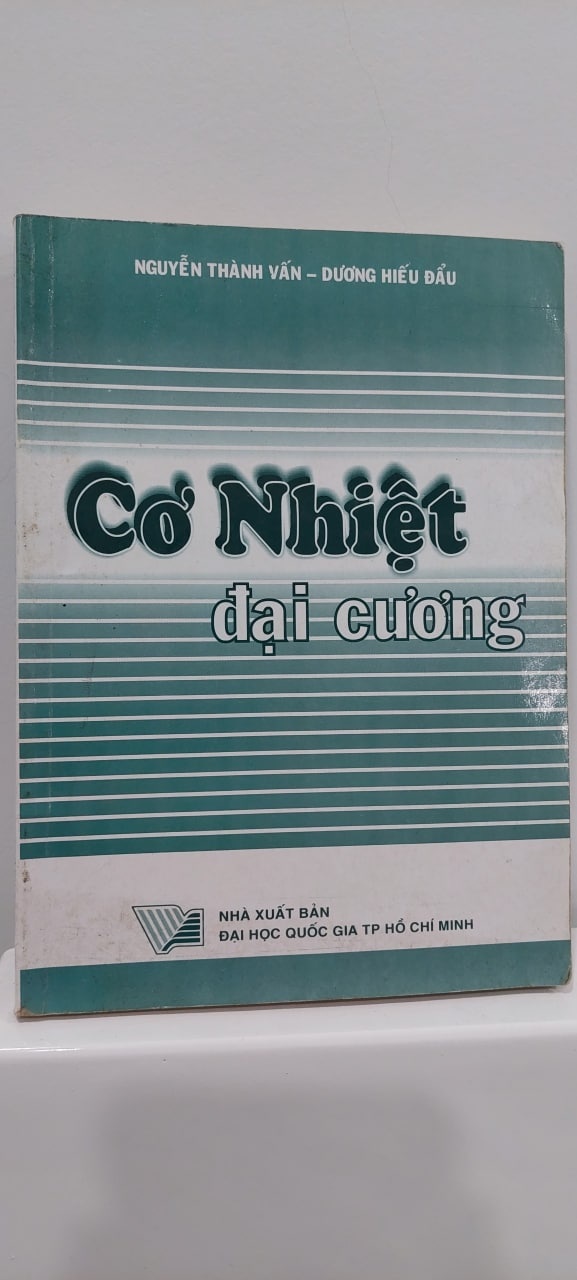 NGUYỄN THÀNH VẤN – DƯƠNG HIẾU ĐẨU
Cơ Nhiệt
đại cương
NHÀ XUẤT BẢN
ĐẠI HỌC QUỐC GIA TP HỒ CHÍ MINH